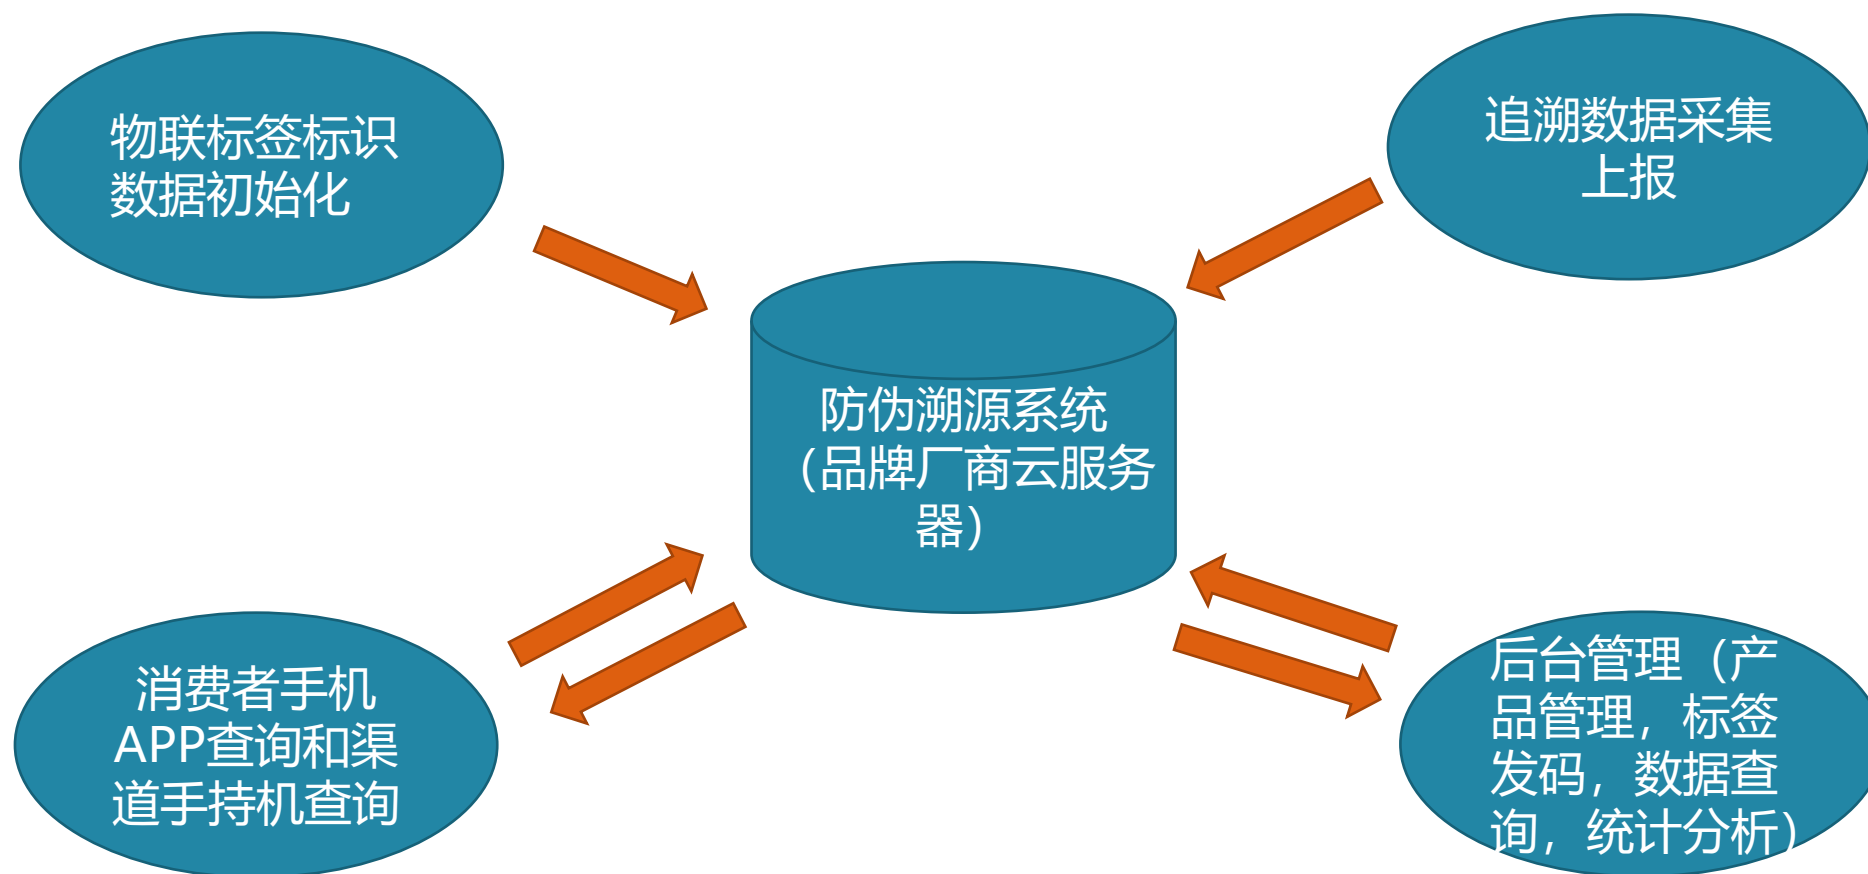 物联标签标识
数据初始化
追溯数据采集
上报
防伪溯源系统
（品牌厂商云服务
器）
消费者手机
APP查询和渠
道手持机查询
后台管理（产
品管理，标签
发码，数据查
询，统计分析）